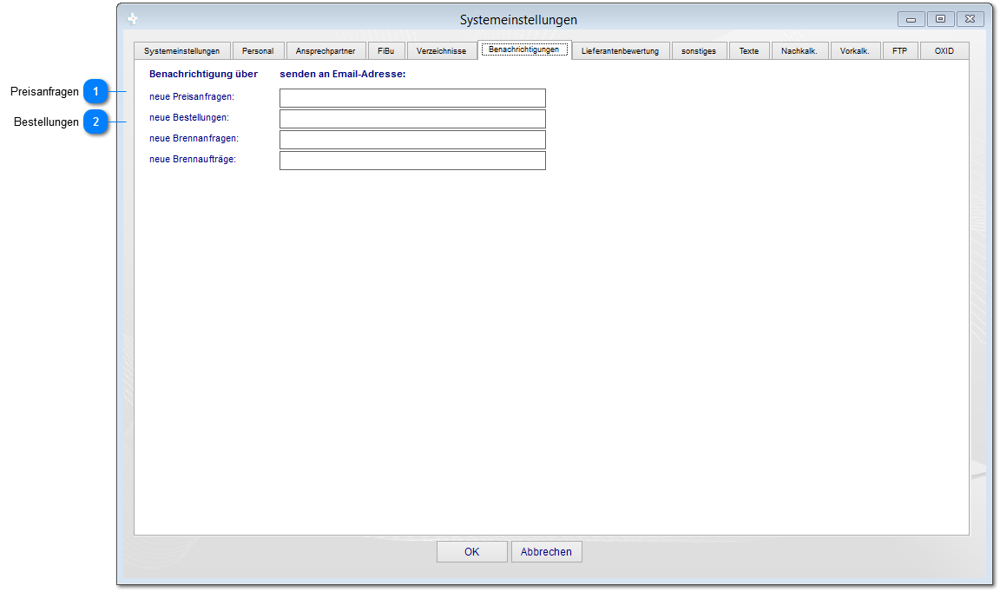 Systemeinstellungen
Systemeinstellungen Personal Ansprechpartner FiBu Verzeichnisse Benachrichtigungen Lieferantenbewertung sonstiges Texte Nachkalk. Vorkalk. FTP OXID
Benachrichtigung über senden an Email-Adresse:
Preisanfragen 1
neue Preisanfragen:
Bestellungen 2
neue Bestellungen:
neue Brennanfragen:
neue Brennaufträge:
OK Abbrechen